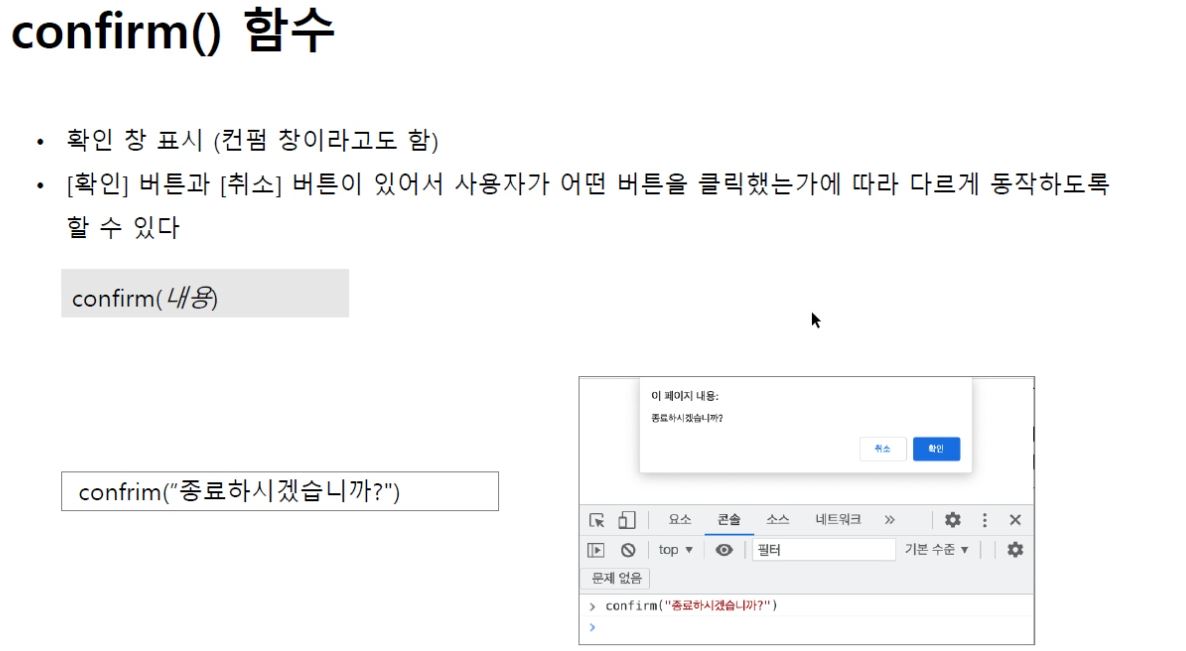 confirm() 함수
• 확인 창 표시 (컨펌 창이라고도 함)
• [확인] 버튼과 [취소] 버튼이 있어서 사용자가 어떤 버튼을 클릭했는가에 따라 다르게 동작하도록
할 수 있다
confirm(내용)
이 페이지 내용:
종료하시겠습니까?
취소 확인
confrim("종료하시겠습니까?")
요소 콘솔 소스 네트워크 »
top ▼ 필터 기본 수준 ▼
문제 없음
> confirm("종료하시겠습니까?")
>